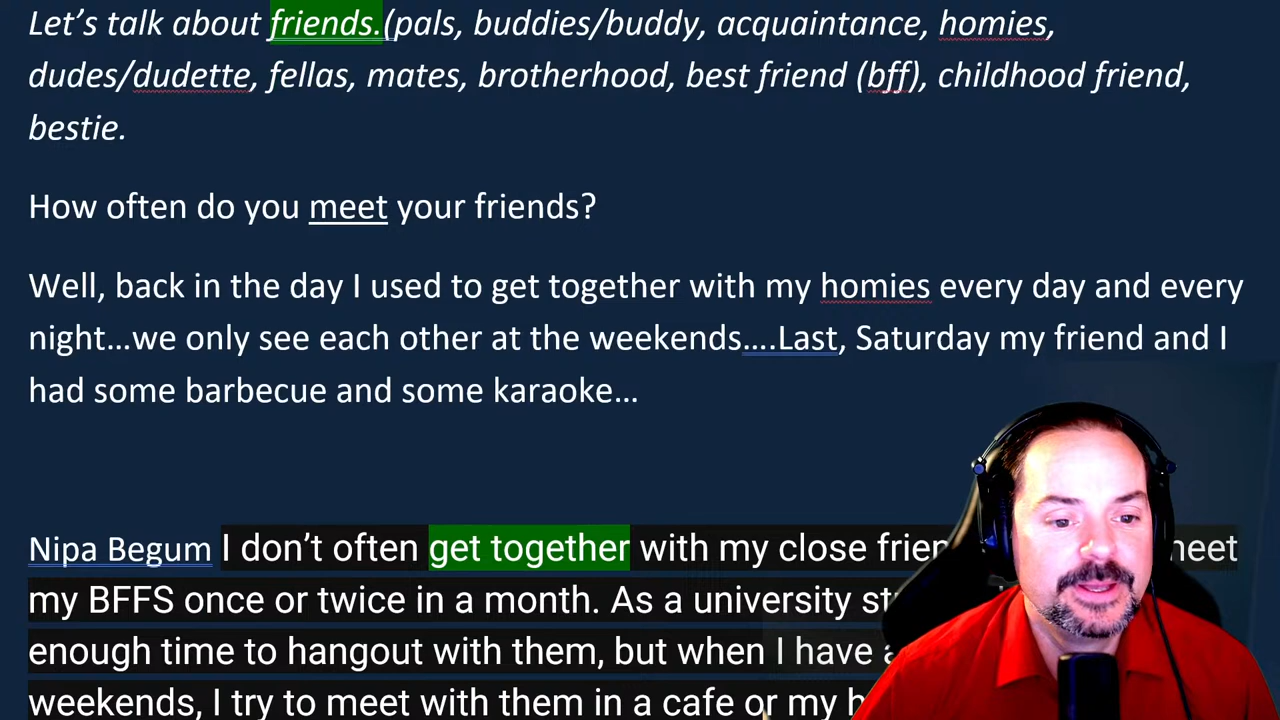 Let’s talk about friends.(pals, buddies/buddy, acquaintance, homies,
dudes/dudette, fellas, mates, brotherhood, best friend (bff), childhood friend,
bestie.
How often do you meet your friends?
Well, back in the day I used to get together with my homies every day and every
night...we only see each other at the weekends....Last, Saturday my friend and I
had some barbecue and some karaoke...
Nipa Begum I don’t often get together with my close
my BFFS once or twice in a month. As a university
enough time to hangout with them, but when I have
weekends, I try to meet with them in a cafe or my